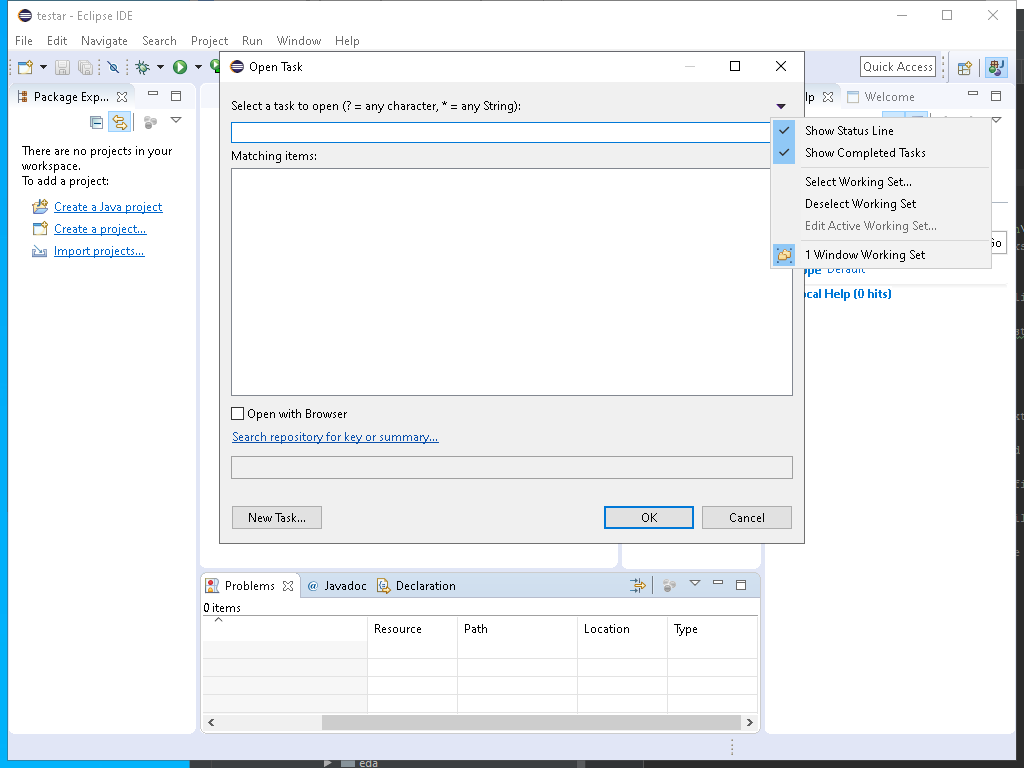 testar - Eclipse IDE
File Edit Navigate Search Project Run Window Help
Quick Access
Package Exp...
There are no projects in your
workspace.
To add a project:
Create a Java project
Create a project...
Import projects...
Open Task
Select a task to open (? = any character, * = any String):
Matching items:
Open with Browser
Search repository for key or summary...
New Task...
OK
Cancel
Welcome
Show Status Line
Show Completed Tasks
Select Working Set...
Deselect Working Set
Edit Active Working Set...
1 Window Working Set
Default
cal Help (0 hits)
Problems
@ Javadoc
Declaration
0 items
Resource Path Location Type
eda